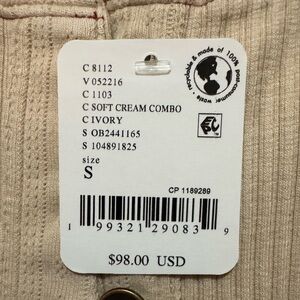 C 8112
V 052216
C 1103
C SOFT CREAM COMBO
C IVORY
S OB2441165
S 104891825
size
S
recyclable & made of 100% post-consumer waste
CP 1189289
1 99321 29083 9
$98.00 USD